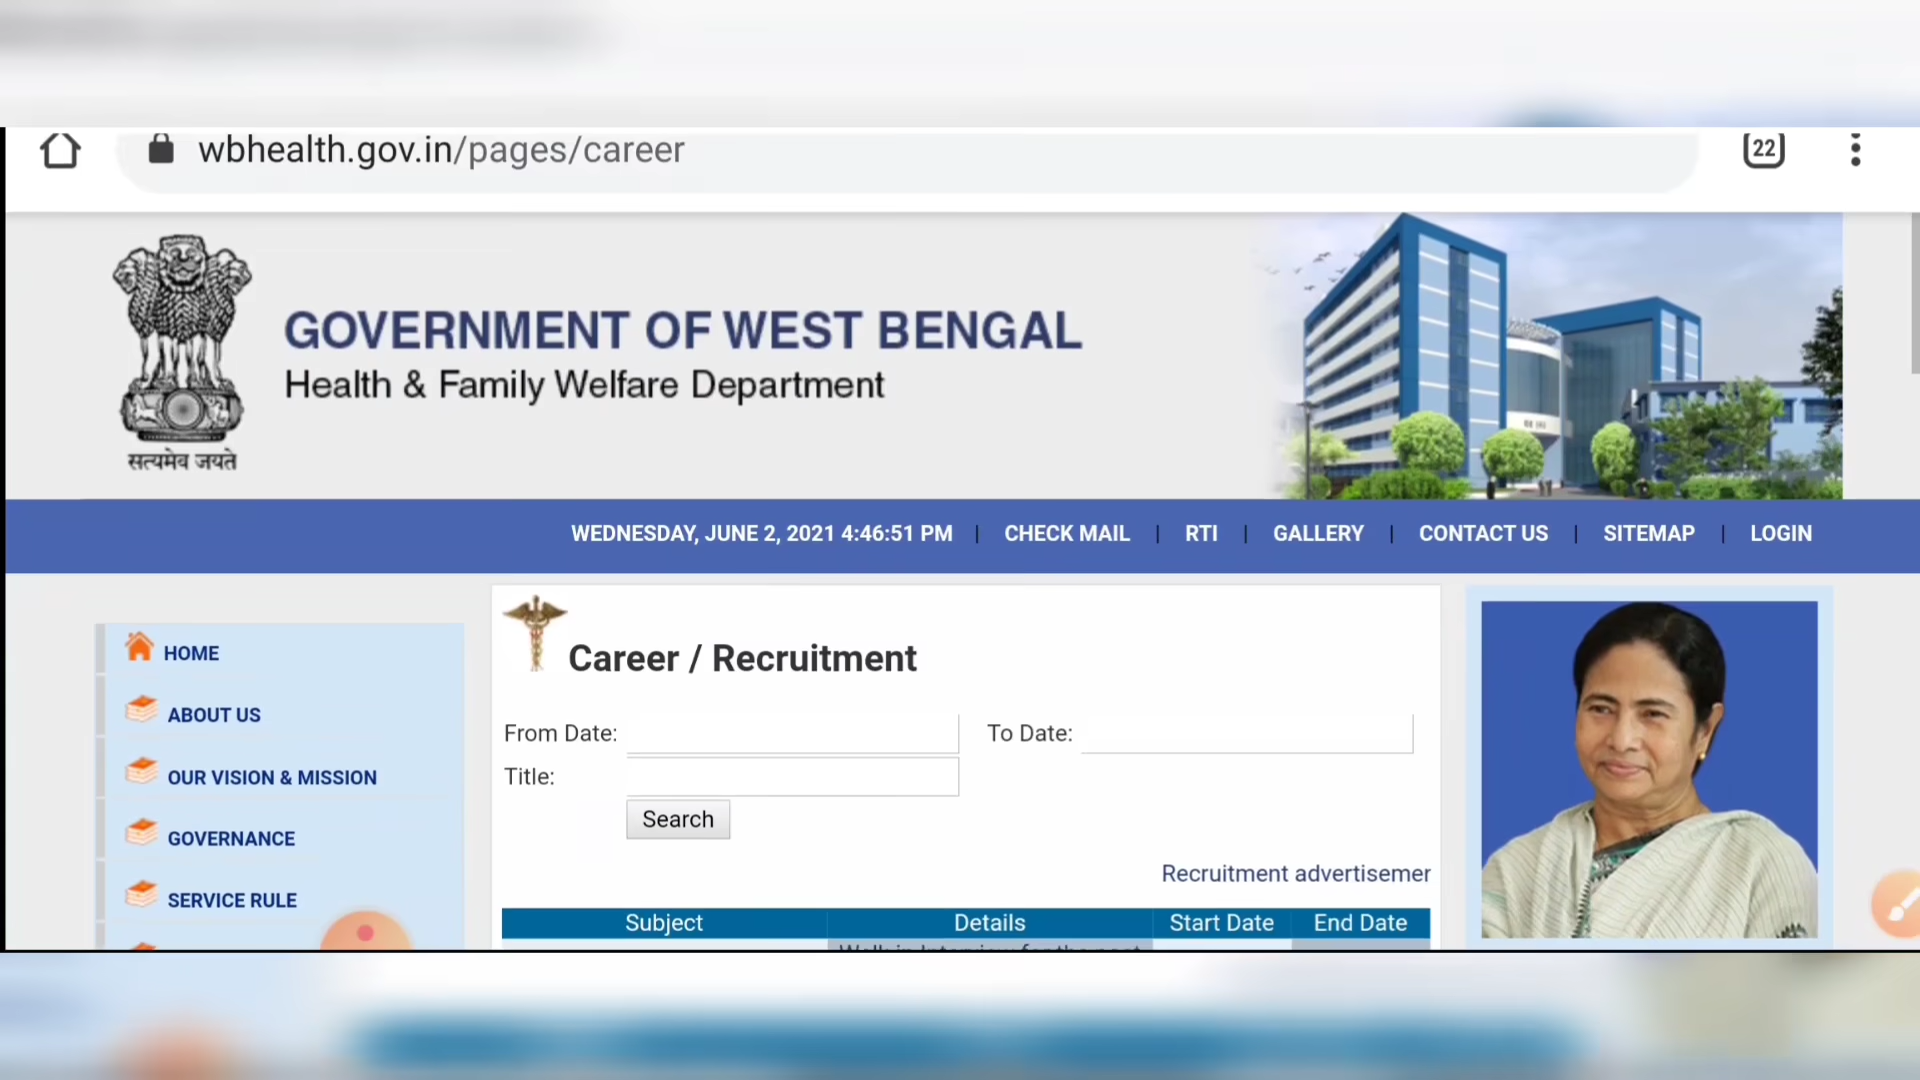 wbhealth.gov.in/pages/career
22
GOVERNMENT OF WEST BENGAL
Health & Family Welfare Department
सत्यमेव जयते
WEDNESDAY, JUNE 2, 2021 4:46:51 PM | CHECK MAIL | RTI | GALLERY | CONTACT US | SITEMAP | LOGIN
HOME
ABOUT US
OUR VISION & MISSION
GOVERNANCE
SERVICE RULE
Career / Recruitment
From Date: To Date:
Title:
Search
Recruitment advertisemer
Subject Details Start Date End Date